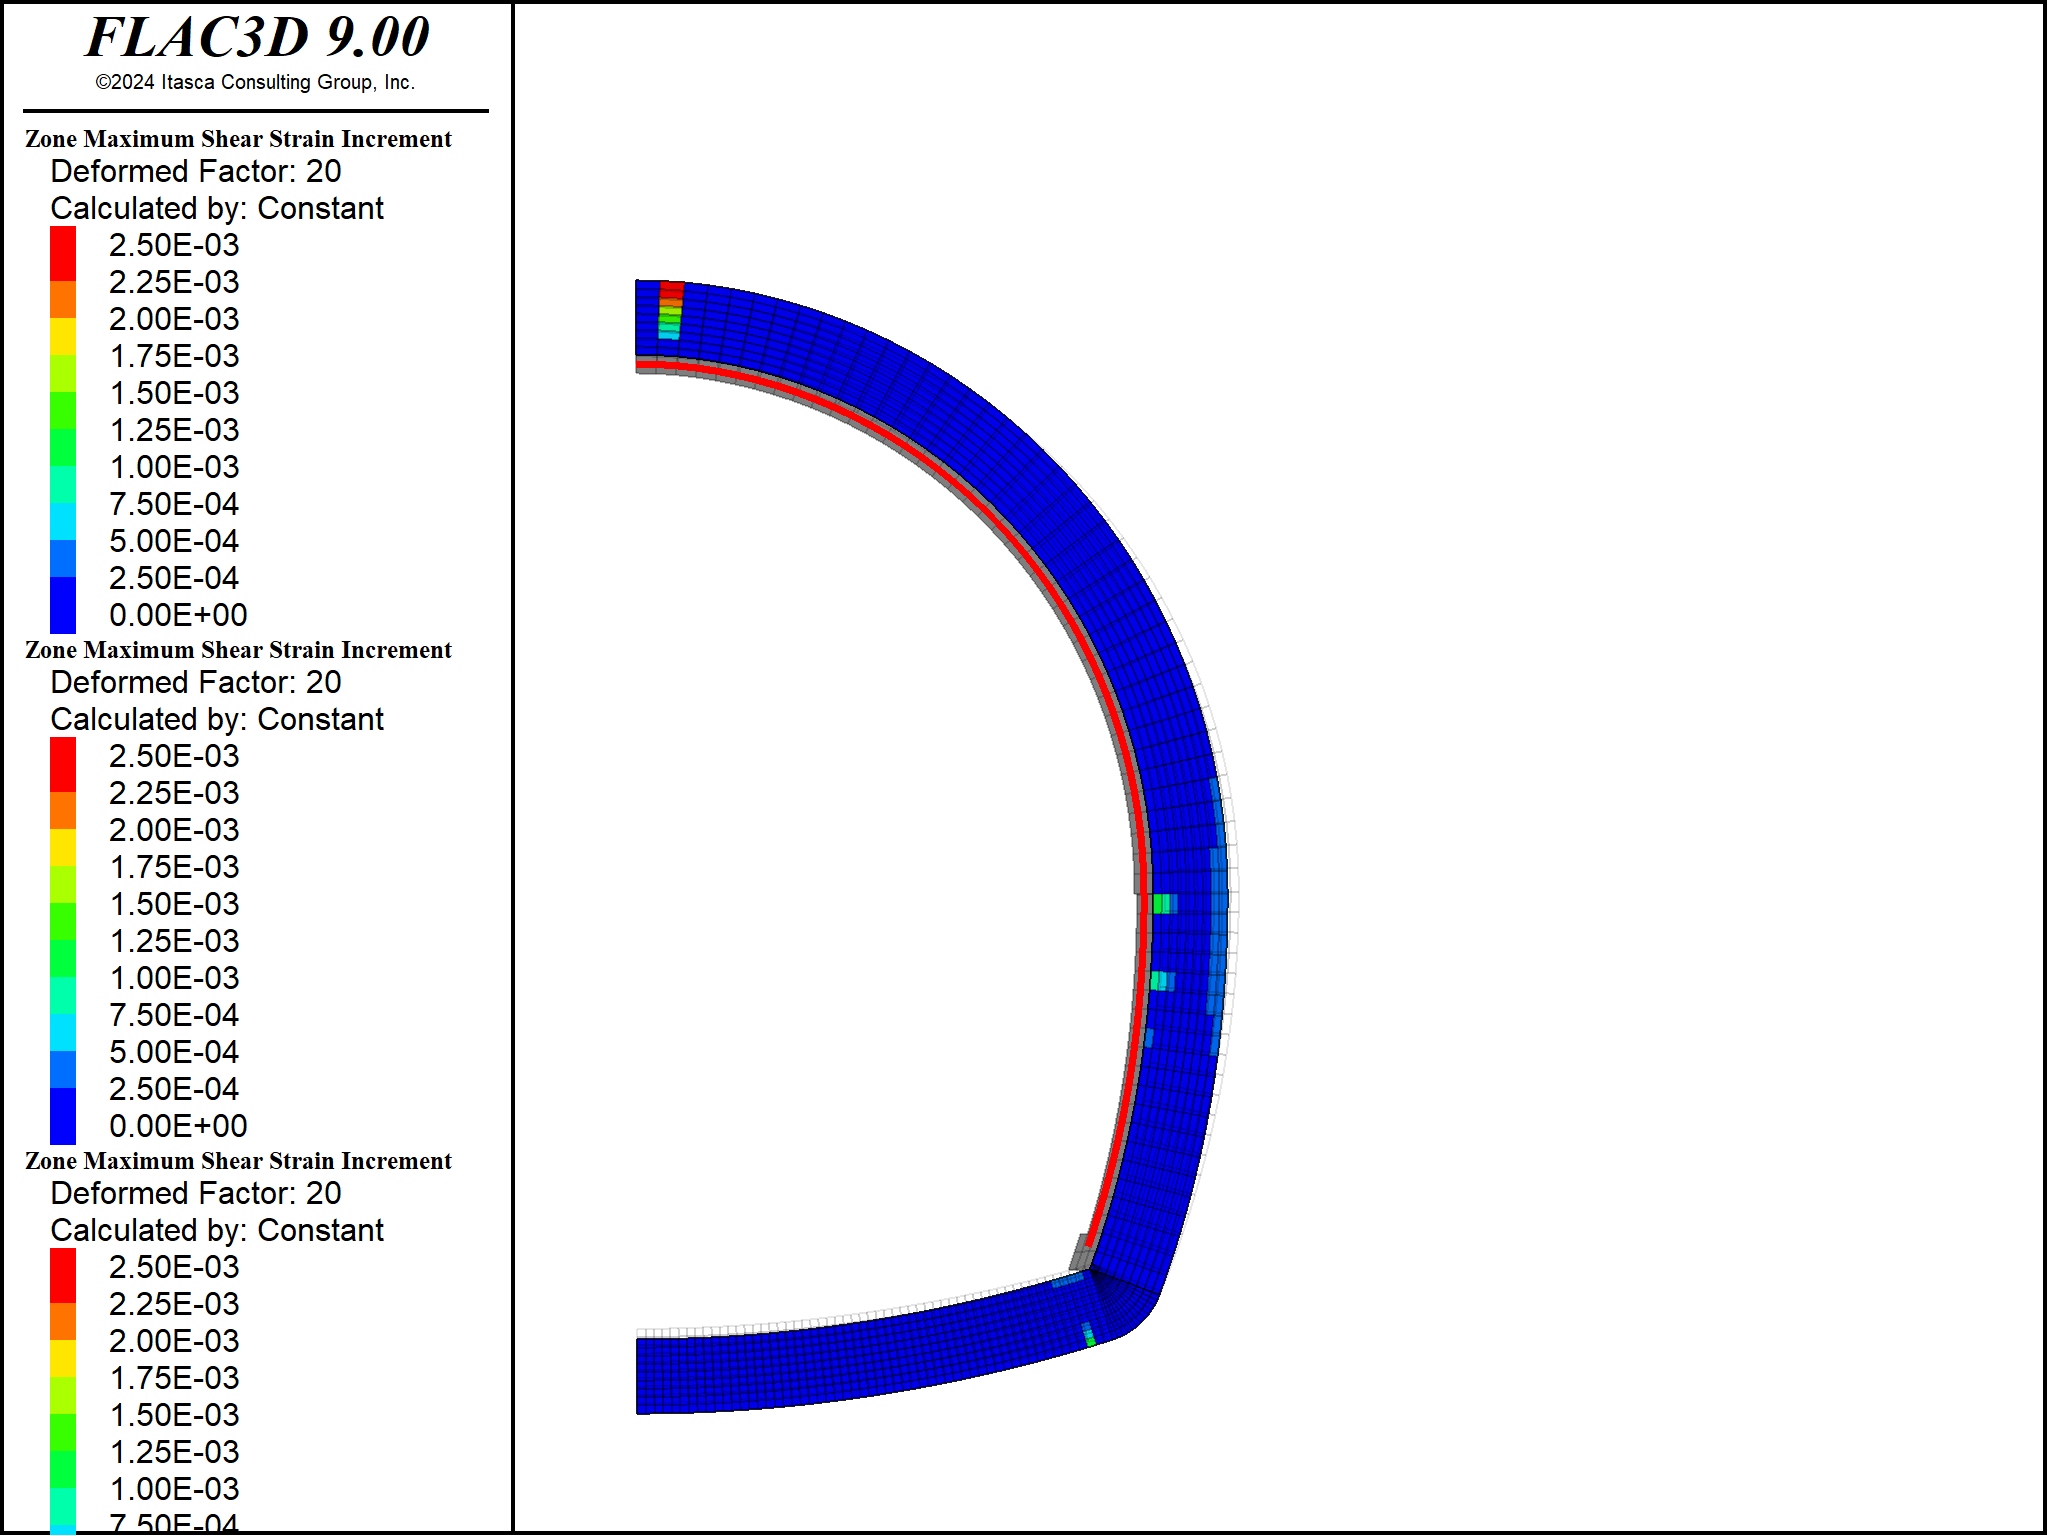 FLAC3D 9.00
©2024 Itasca Consulting Group, Inc.
Zone Maximum Shear Strain Increment
Deformed Factor: 20
Calculated by: Constant
2.50E-03
2.25E-03
2.00E-03
1.75E-03
1.50E-03
1.25E-03
1.00E-03
7.50E-04
5.00E-04
2.50E-04
0.00E+00
Zone Maximum Shear Strain Increment
Deformed Factor: 20
Calculated by: Constant
2.50E-03
2.25E-03
2.00E-03
1.75E-03
1.50E-03
1.25E-03
1.00E-03
7.50E-04
5.00E-04
2.50E-04
0.00E+00
Zone Maximum Shear Strain Increment
Deformed Factor: 20
Calculated by: Constant
2.50E-03
2.25E-03
2.00E-03
1.75E-03
1.50E-03
1.25E-03
1.00E-03
7.50E-04